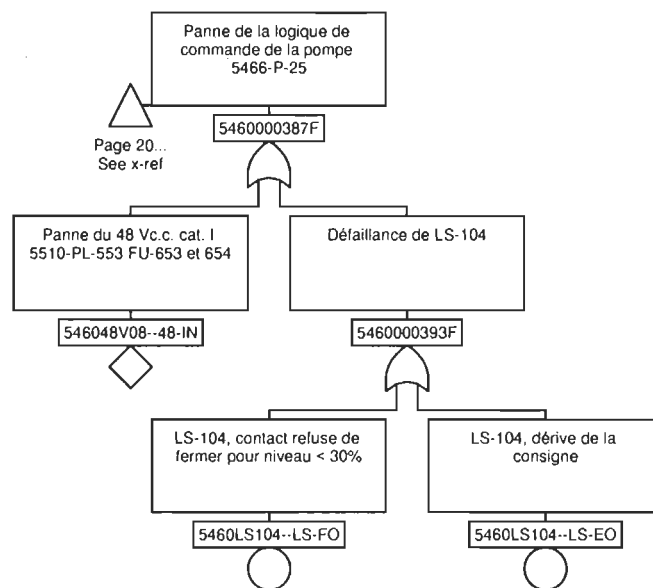 Panne de la logique de
commande de la pompe
5466-P-25
5460000387F
Page 20...
See x-ref
Panne du 48 Vc.c. cat. I
5510-PL-553 FU-653 et 654
Défaillance de LS-104
546048V08--48-IN
5460000393F
LS-104, contact refuse de
fermer pour niveau < 30%
LS-104, dérive de la
consigne
5460LS104--LS-FO
5460LS104--LS-EO